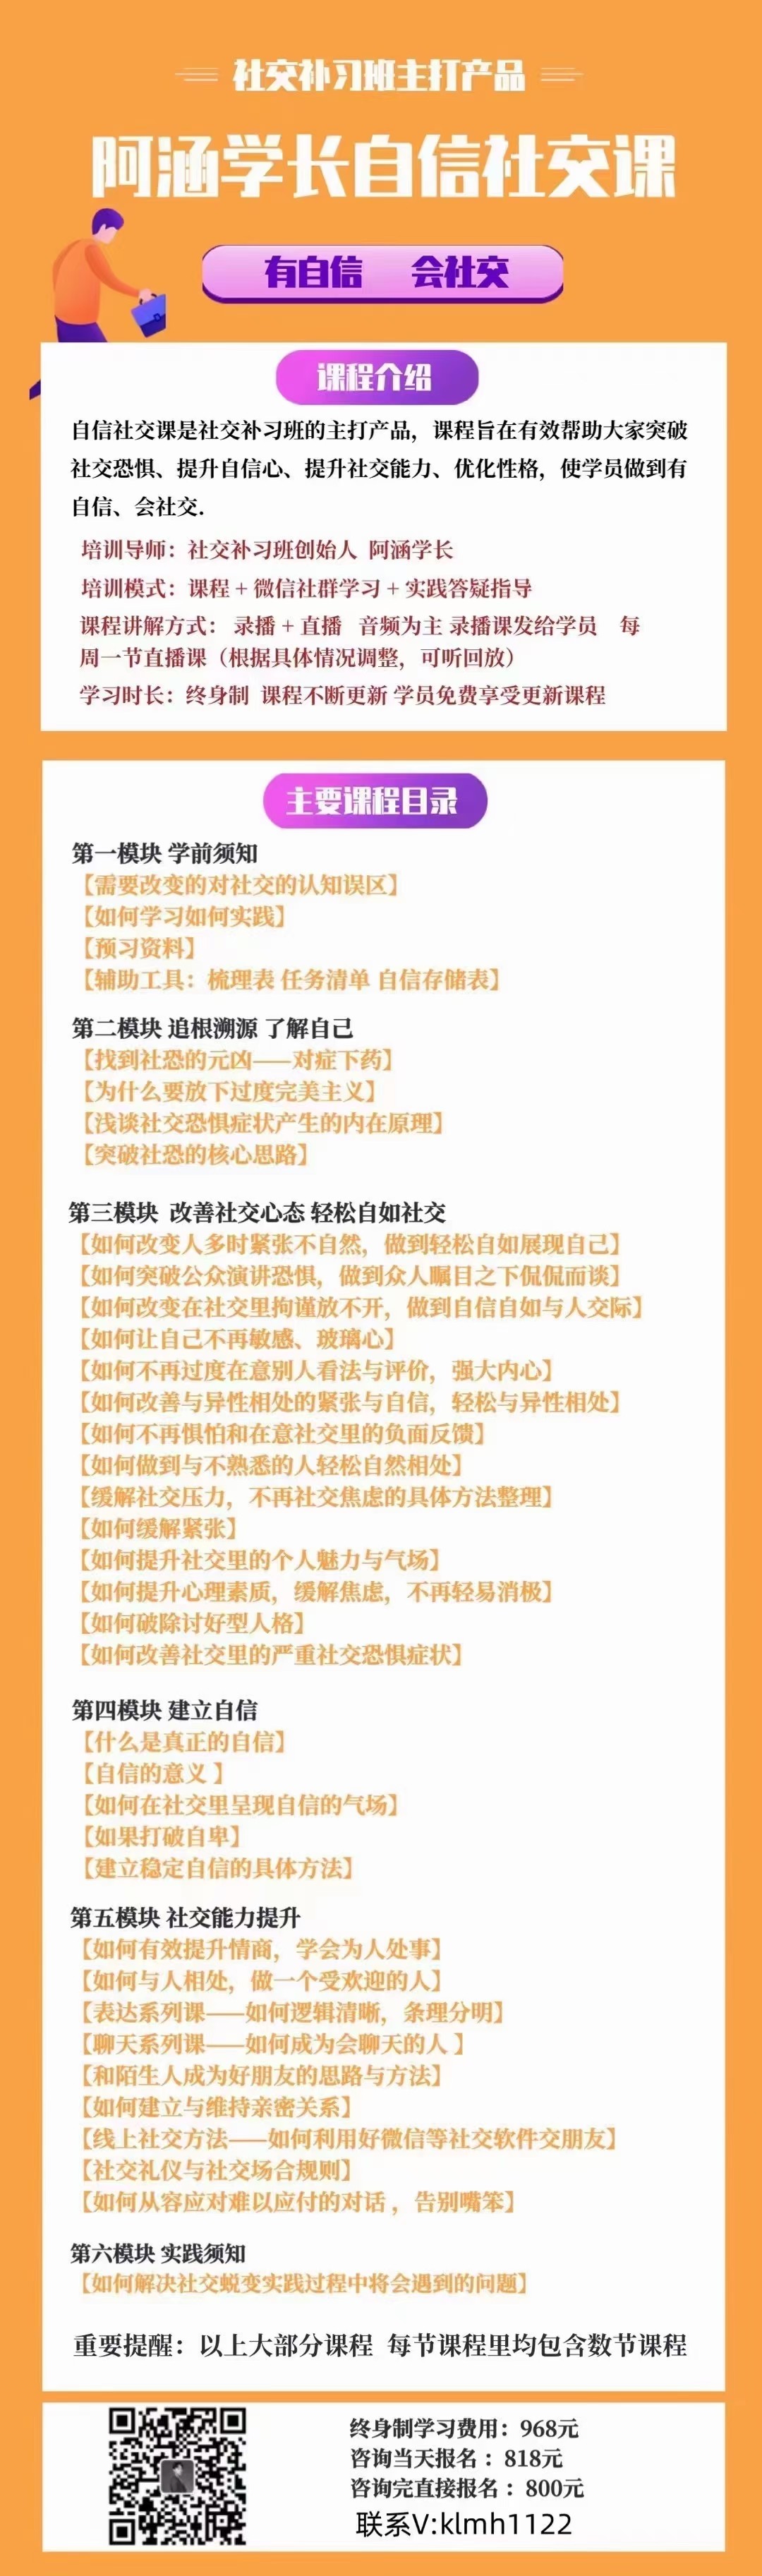 社交补习班主打产品
阿涵学长自信社交课
有自信 会社交
课程介绍
自信社交课是社交补习班的主打产品，课程旨在有效帮助大家突破
社交恐惧、提升自信心、提升社交能力、优化性格，使学员做到有
自信、会社交.
培训导师：社交补习班创始人 阿涵学长
培训模式：课程 + 微信社群学习 + 实践答疑指导
课程讲解方式： 录播 + 直播 音频为主 录播课发给学员 每
周一节直播课（根据具体情况调整，可听回放）
学习时长：终身制 课程不断更新 学员免费享受更新课程
主要课程目录
第一模块 学前须知
【需要改变的对社交的认知误区】
【如何学习如何实践】
【预习资料】
【辅助工具：梳理表 任务清单 自信存储表】
第二模块 追根溯源 了解自己
【找到社恐的元凶——对症下药】
【为什么要放下过度完美主义】
【浅谈社交恐惧症状产生的内在原理】
【突破社恐的核心思路】
第三模块 改善社交心态 轻松自如社交
【如何改变人多时紧张不自然，做到轻松自如展现自己】
【如何突破公众演讲恐惧，做到众人瞩目之下侃侃而谈】
【如何改变在社交里拘谨放不开，做到自信自如与人交际】
【如何让自己不再敏感、玻璃心】
【如何不再过度在意别人看法与评价，强大内心】
【如何改善与异性相处的紧张与自信，轻松与异性相处】
【如何不再惧怕和在意社交里的负面反馈】
【如何做到与不熟悉的人轻松自然相处】
【缓解社交压力，不再社交焦虑的具体方法整理】
【如何缓解紧张】
【如何提升社交里的个人魅力与气场】
【如何提升心理素质，缓解焦虑，不再轻易消极】
【如何破除讨好型人格】
【如何改善社交里的严重社交恐惧症状】
第四模块 建立自信
【什么是真正的自信】
【自信的意义 】
【如何在社交里呈现自信的气场】
【如果打破自卑】
【建立稳定自信的具体方法】
第五模块 社交能力提升
【如何有效提升情商，学会为人处事】
【如何与人相处，做一个受欢迎的人】
【表达系列课——如何逻辑清晰，条理分明】
【聊天系列课——如何成为会聊天的人 】
【和陌生人成为好朋友的思路与方法】
【如何建立与维持亲密关系】
【线上社交方法——如何利用好微信等社交软件交朋友】
【社交礼仪与社交场合规则】
【如何从容应对难以应付的对话 ，告别嘴笨】
第六模块 实践须知
【如何解决社交蜕变实践过程中将会遇到的问题】
重要提醒：以上大部分课程 每节课程里均包含数节课程
终身制学习费用：968元
咨询当天报名 ：818元
咨询完直接报名 ：800元
联系V:klmh1122